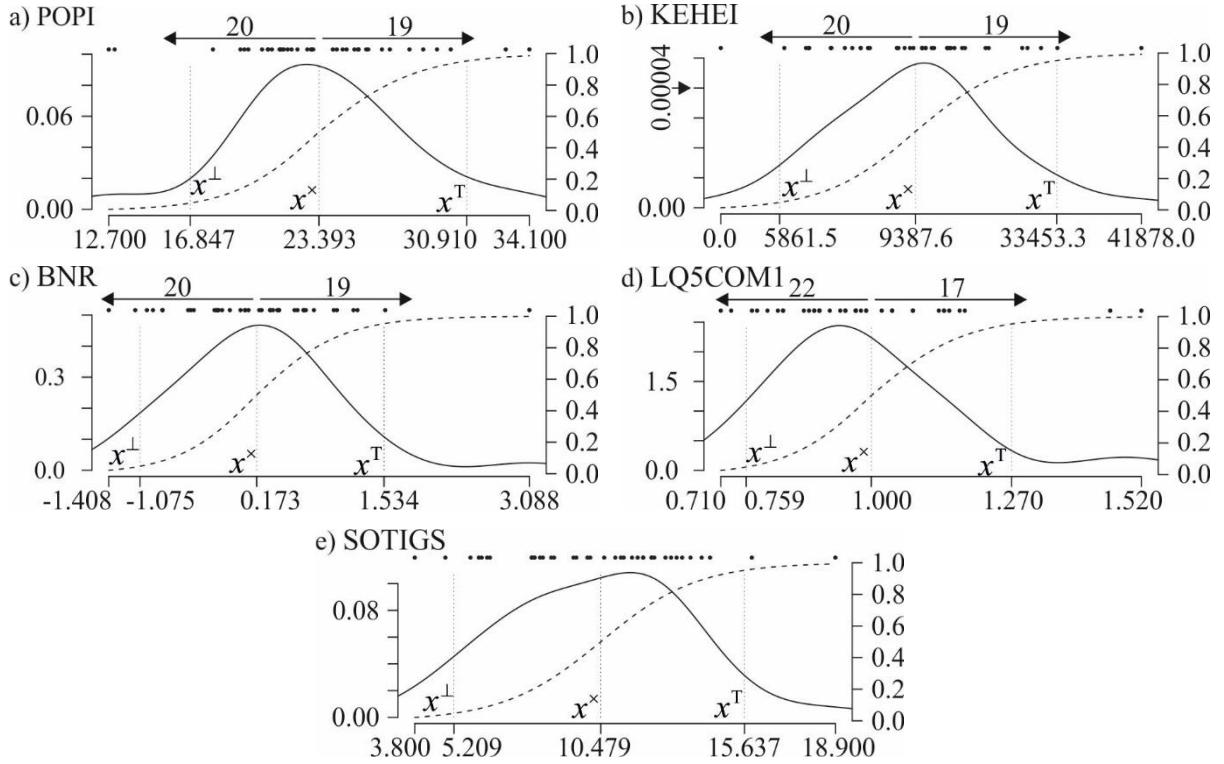 a) POPI
20 19
0.06
0.00
1.0
0.8
0.6
0.4
0.2
0.0
x⊥ x× xT
12.700 16.847 23.393 30.910 34.100
b) KEHEI
20 19
0.00004
0.00
1.0
0.8
0.6
0.4
0.2
0.0
x⊥ x× xT
0.0 5861.5 9387.6 33453.3 41878.0
c) BNR
20 19
0.3
0.0
1.0
0.8
0.6
0.4
0.2
0.0
x⊥ x× xT
-1.408 -1.075 0.173 1.534 3.088
d) LQ5COM1
22 17
1.5
0.0
1.0
0.8
0.6
0.4
0.2
0.0
x⊥ x× xT
0.710 0.759 1.000 1.270 1.520
e) SOTIGS
0.08
0.00
1.0
0.8
0.6
0.4
0.2
0.0
x⊥ x× xT
3.800 5.209 10.479 15.637 18.900